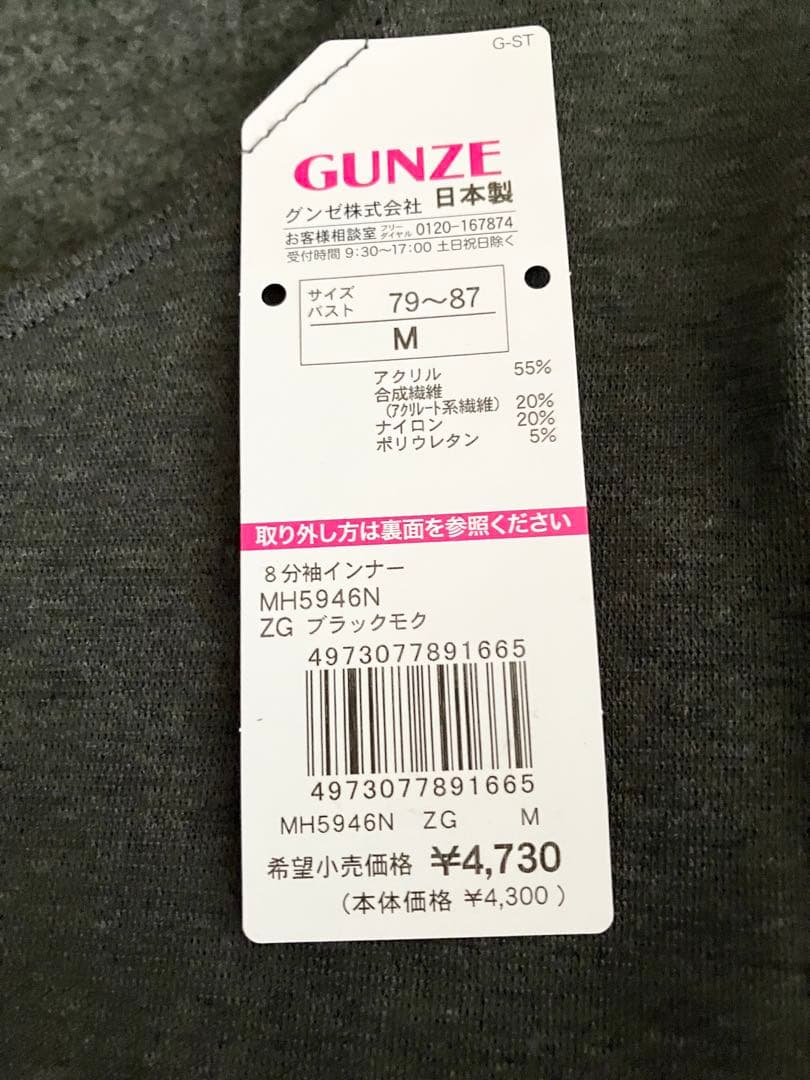 G-ST
GUNZE
グンゼ株式会社 日本製
お客様相談室 フリーダイヤル 0120-167874
受付時間 9:30〜17:00 土日祝日除く
サイズ
バスト 79〜87
M
アクリル 55%
合成繊維
(アクリレート系繊維) 20%
ナイロン 20%
ポリウレタン 5%
取り外し方は裏面を参照ください
8分袖インナー
MH5946N
ZG ブラックモク
4973077891665
4973077891665
MH5946N ZG M
希望小売価格 ¥4,730
(本体価格 ¥4,300)